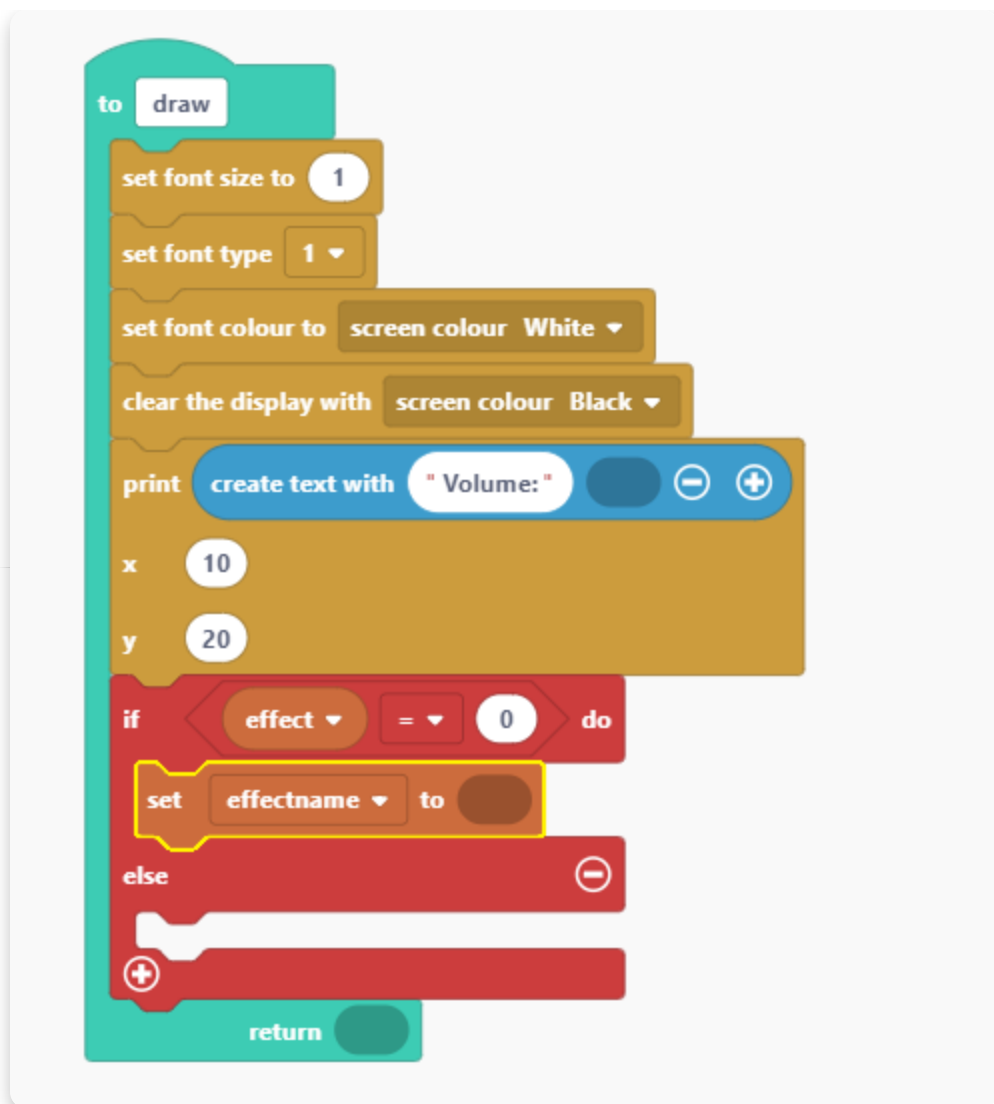 to draw
set font size to 1
set font type 1
set font colour to screen colour White
clear the display with screen colour Black
print create text with " Volume: "
x 10
y 20
if effect = 0 do
set effectname to
else
return